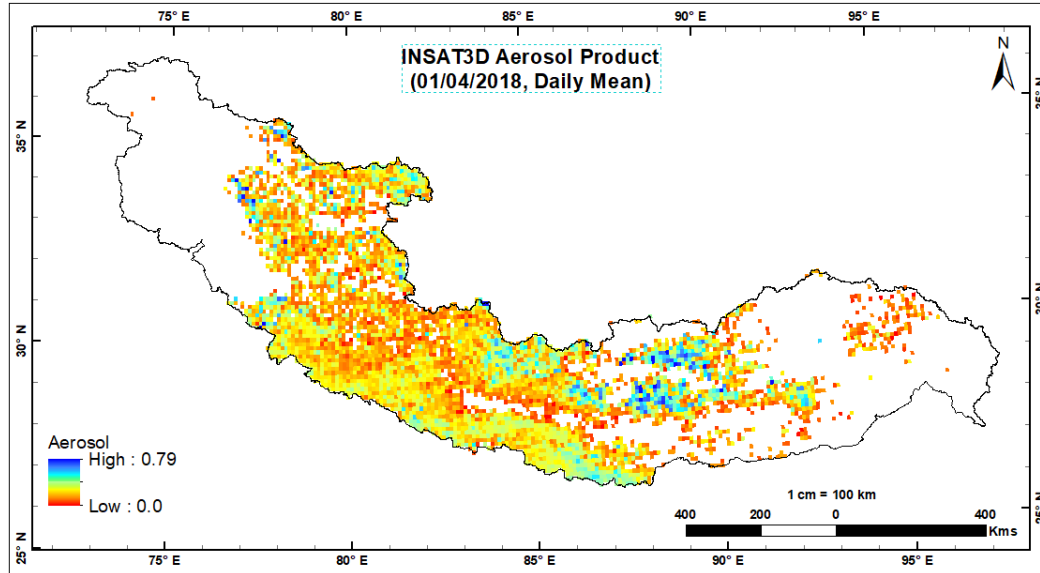 75° E 80° E 85° E 90° E 95° E
INSAT3D Aerosol Product
(01/04/2018, Daily Mean)
N
35° N
35° N
30° N
30° N
Aerosol
High : 0.79
Low : 0.0
1 cm = 100 km
400 200 0 400
Kms
25° N
25° N
75° E 80° E 85° E 90° E 95° E